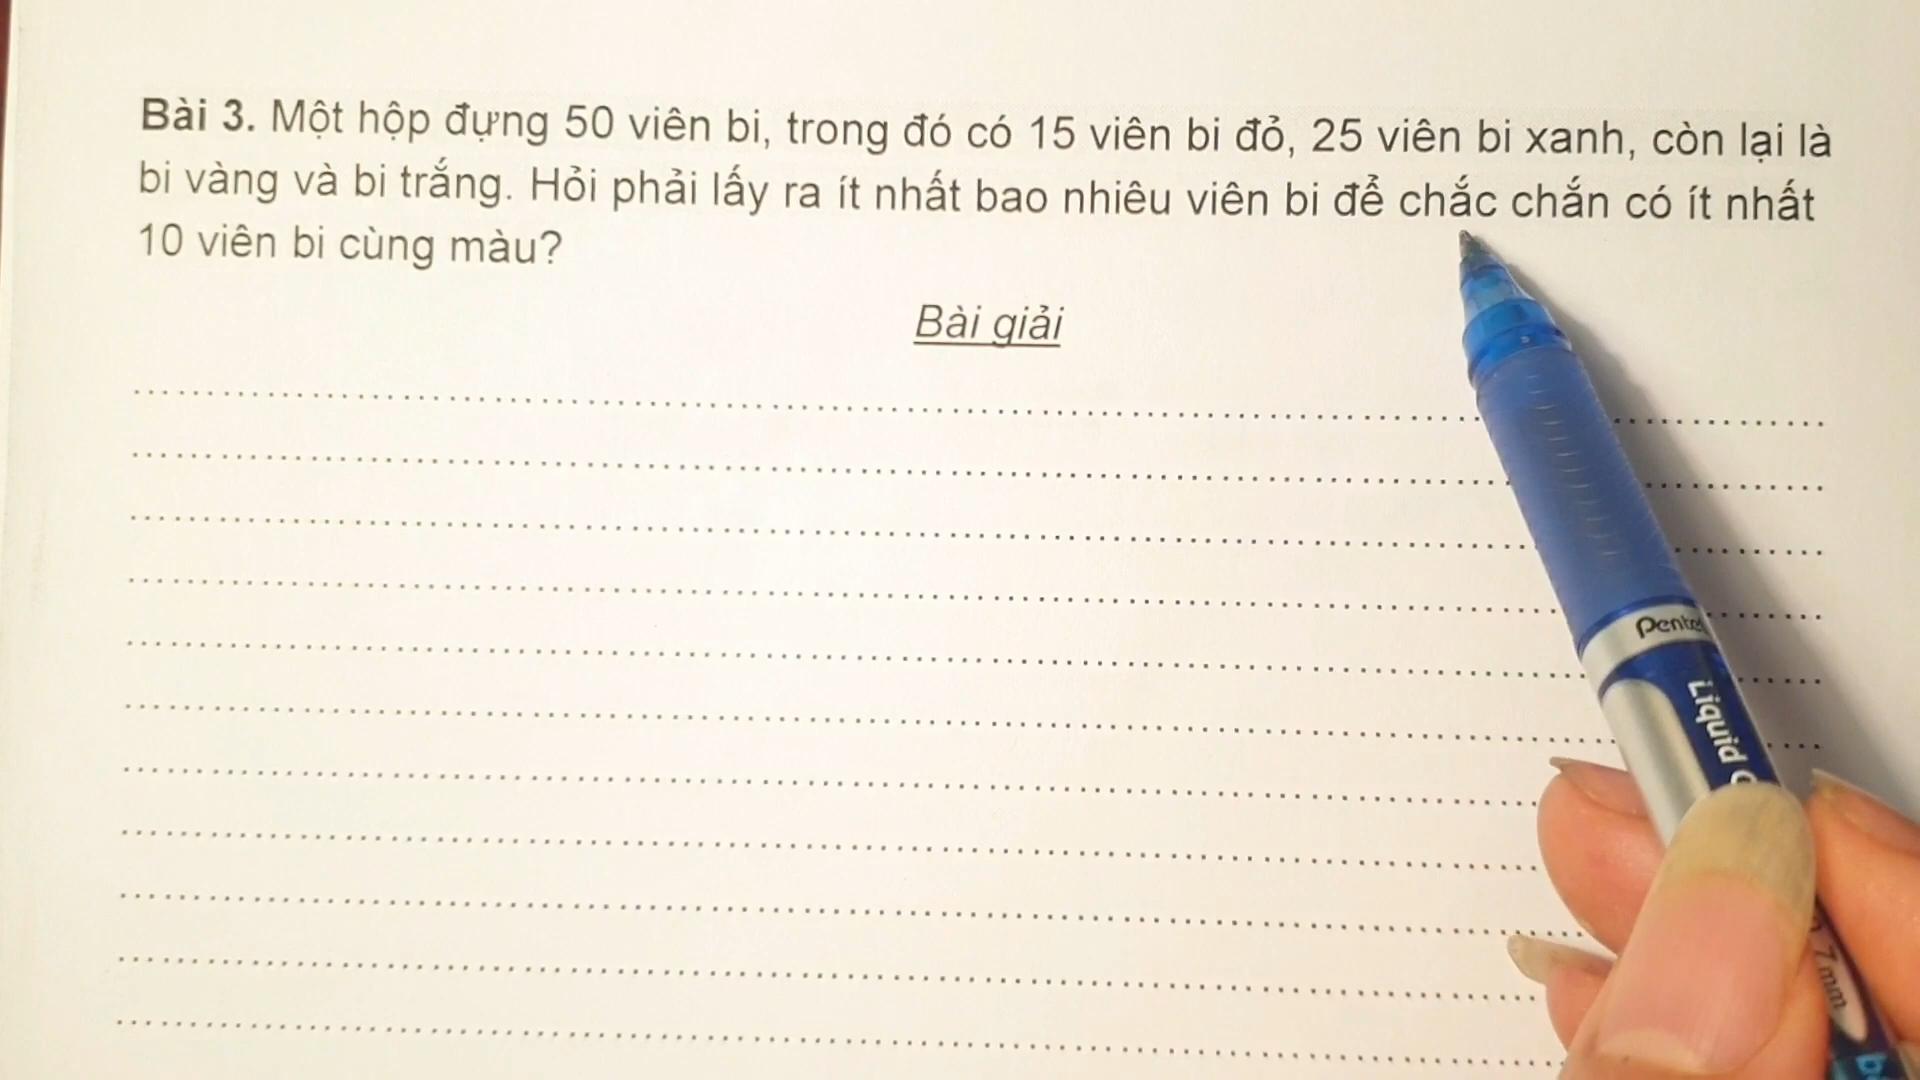 Bài 3. Một hộp đựng 50 viên bi, trong đó có 15 viên bi đỏ, 25 viên bi xanh, còn lại là
bi vàng và bi trắng. Hỏi phải lấy ra ít nhất bao nhiêu viên bi để chắc chắn có ít nhất
10 viên bi cùng màu?
Bài giải
Liquid
7mm